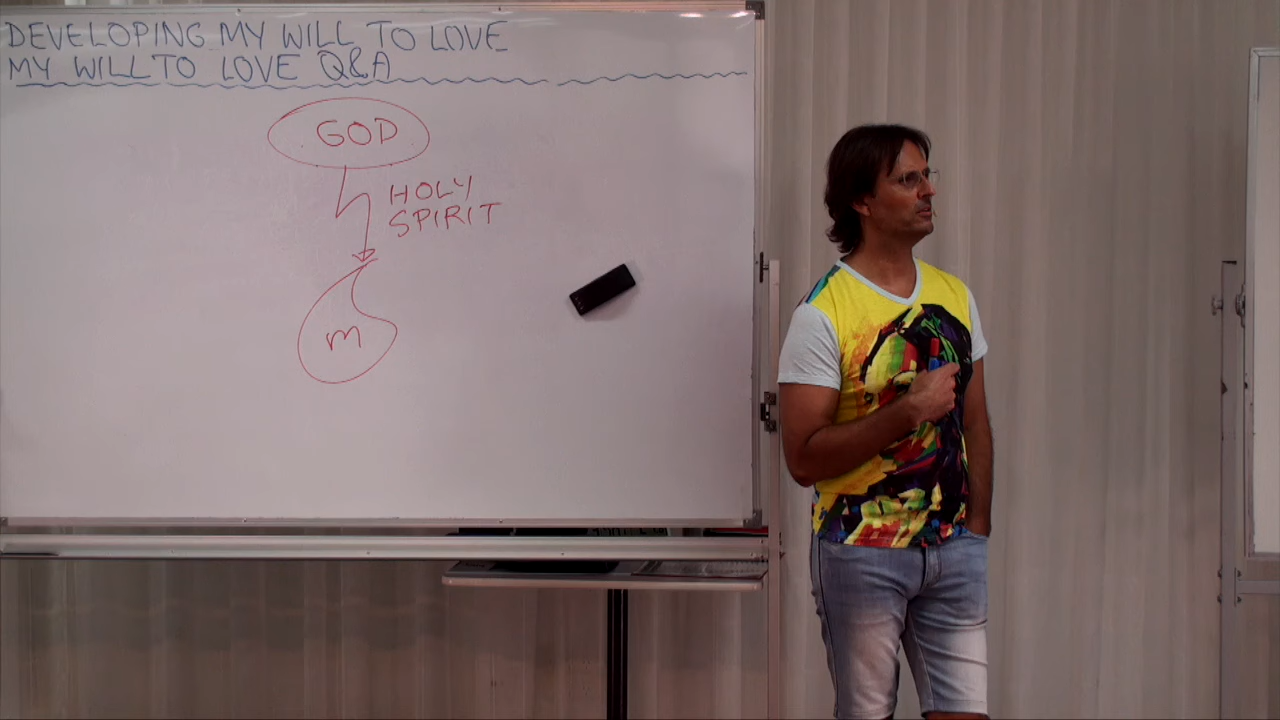 DEVELOPING MY WILL TO LOVE
MY WILL TO LOVE Q&A
GOD
HOLY
SPIRIT
m